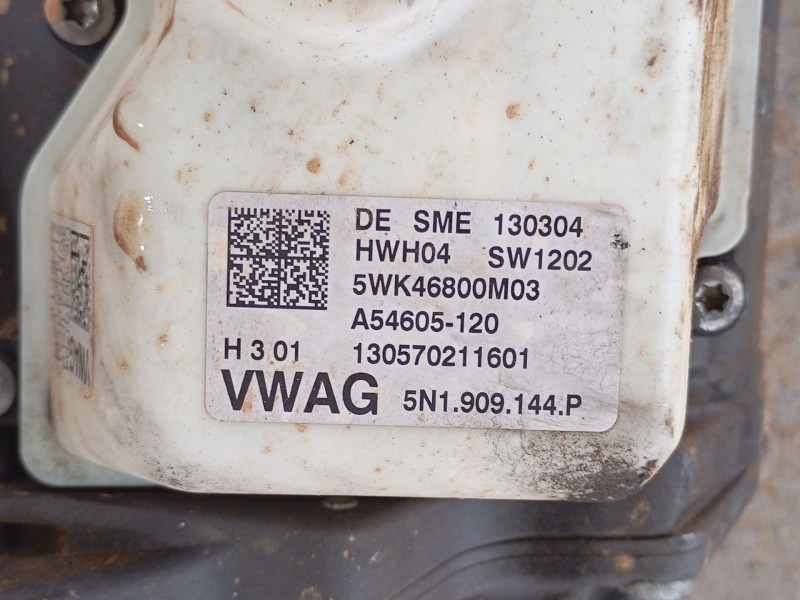 DE SME 130304
HWH04 SW1202
5WK46800M03
A54605-120
H 3 01 130570211601
VWAG 5N1.909.144.P